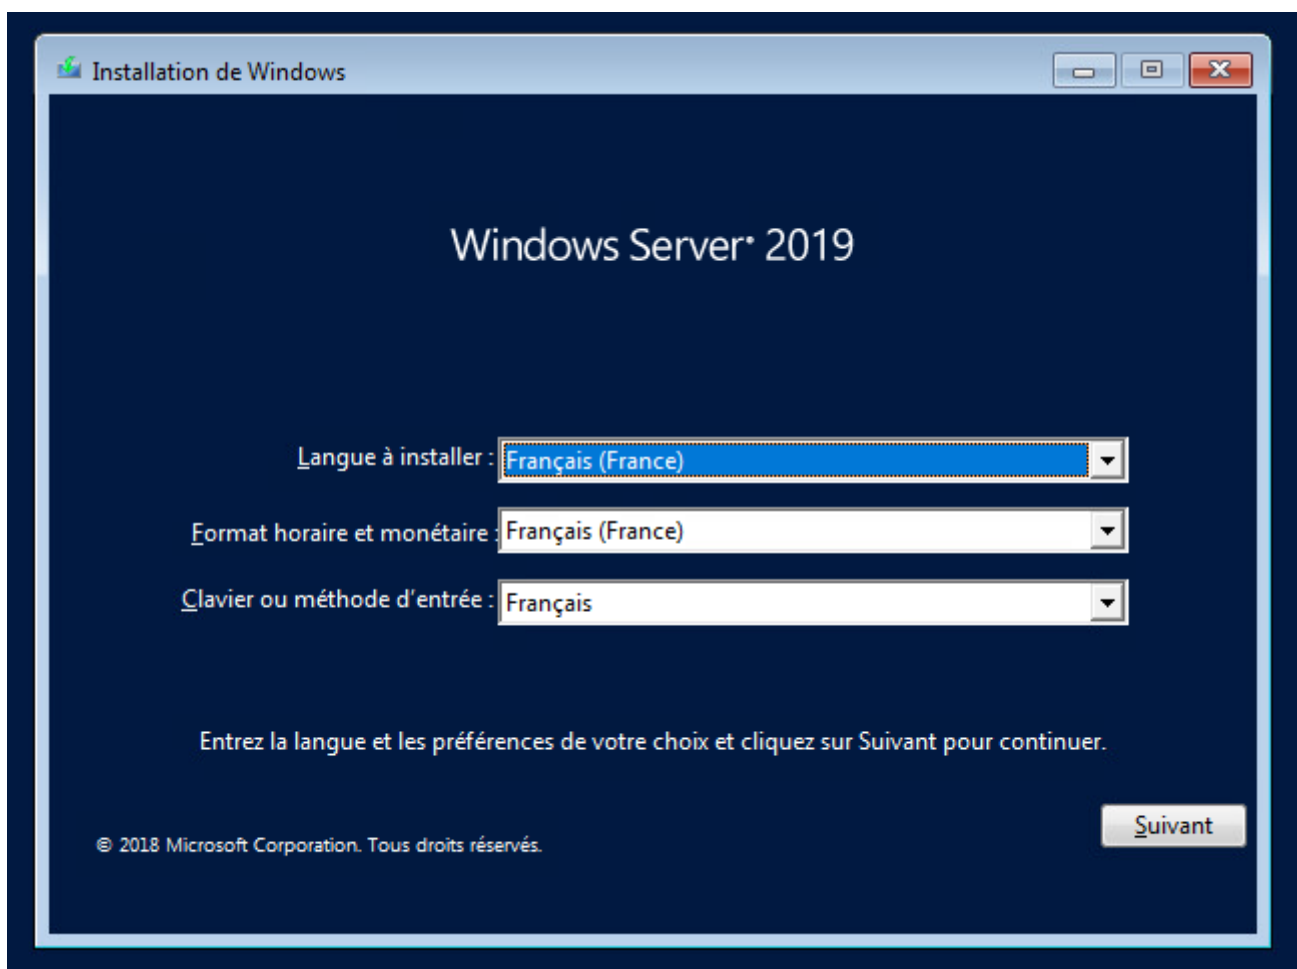 Installation de Windows
Windows Server® 2019
Langue à installer : Français (France)
Format horaire et monétaire : Français (France)
Clavier ou méthode d'entrée : Français
Entrez la langue et les préférences de votre choix et cliquez sur Suivant pour continuer.
Suivant
© 2018 Microsoft Corporation. Tous droits réservés.